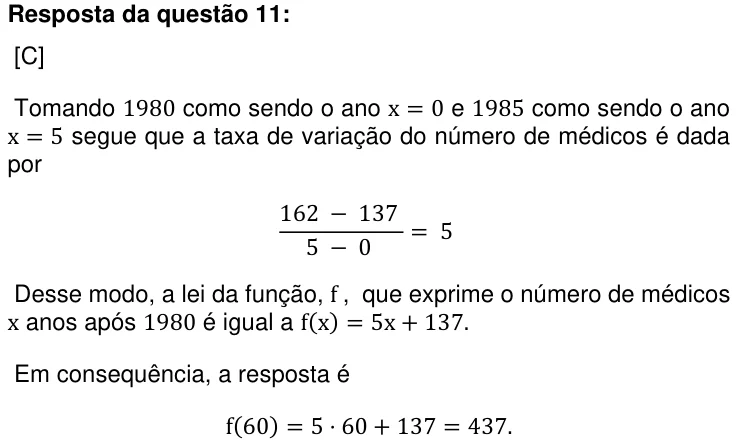 Resposta da questão 11:
[C]
Tomando 1980 como sendo o ano x = 0 e 1985 como sendo o ano
x = 5 segue que a taxa de variação do número de médicos é dada
por
162 − 137
5 − 0
= 5
Desse modo, a lei da função, f , que exprime o número de médicos
x anos após 1980 é igual a f(x) = 5x + 137.
Em consequência, a resposta é
f(60) = 5 · 60 + 137 = 437.